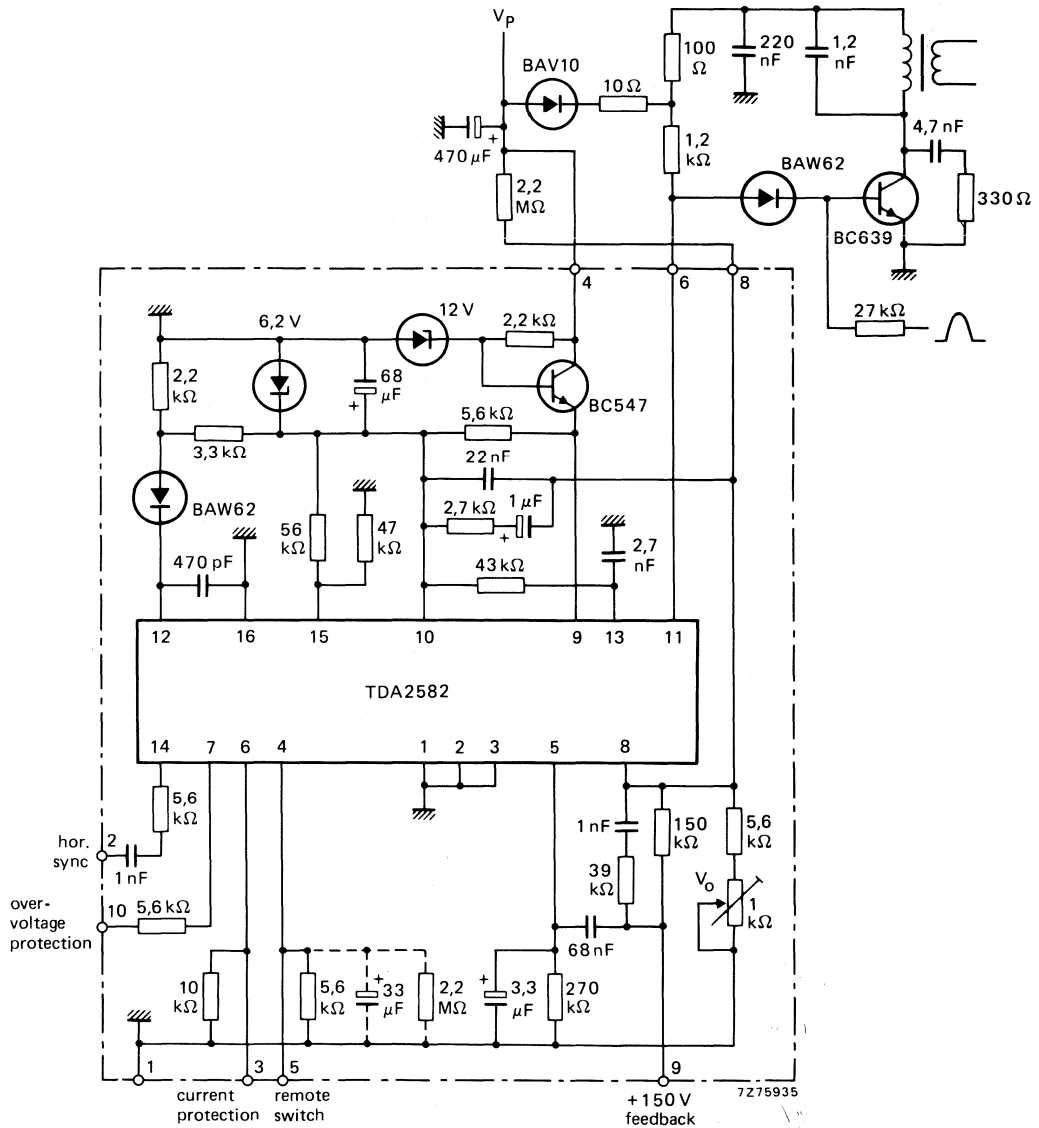 V_P
BAV10
10 Ω
100 Ω
220 nF
1,2 nF
470 μF
+
1,2 kΩ
BAW62
4,7 nF
2,2 MΩ
330 Ω
BC639
4
6
8
27 kΩ
6,2 V
12 V
2,2 kΩ
2,2 kΩ
68 μF
+
BC547
5,6 kΩ
3,3 kΩ
22 nF
BAW62
2,7 kΩ
1 μF
+
56 kΩ
47 kΩ
2,7 nF
470 pF
43 kΩ
12
16
15
10
9
13
11
TDA2582
14
7
6
4
1
2
3
5
8
5,6 kΩ
1 nF
150 kΩ
5,6 kΩ
hor. sync
2
1 nF
39 kΩ
V_o
1 kΩ
over-
voltage
protection
10
5,6 kΩ
68 nF
10 kΩ
5,6 kΩ
+
33 μF
2,2 MΩ
+
3,3 μF
270 kΩ
1
3
5
9
current protection
remote switch
+150 V
feedback
7Z75935